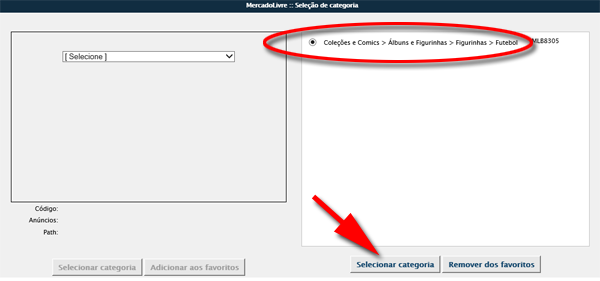 MercadoLivre :: Seleção de categoria
[ Selecione ]
Código:
Anúncios:
Path:
Selecionar categoria Adicionar aos favoritos
Coleções e Comics > Álbuns e Figurinhas > Figurinhas > Futebol MLB8305
Selecionar categoria Remover dos favoritos